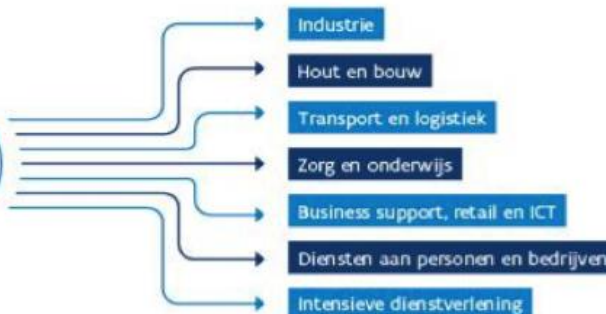 Industrie
Hout en bouw
Transport en logistiek
Zorg en onderwijs
Business support, retail en ICT
Diensten aan personen en bedrijven
Intensieve dienstverlening